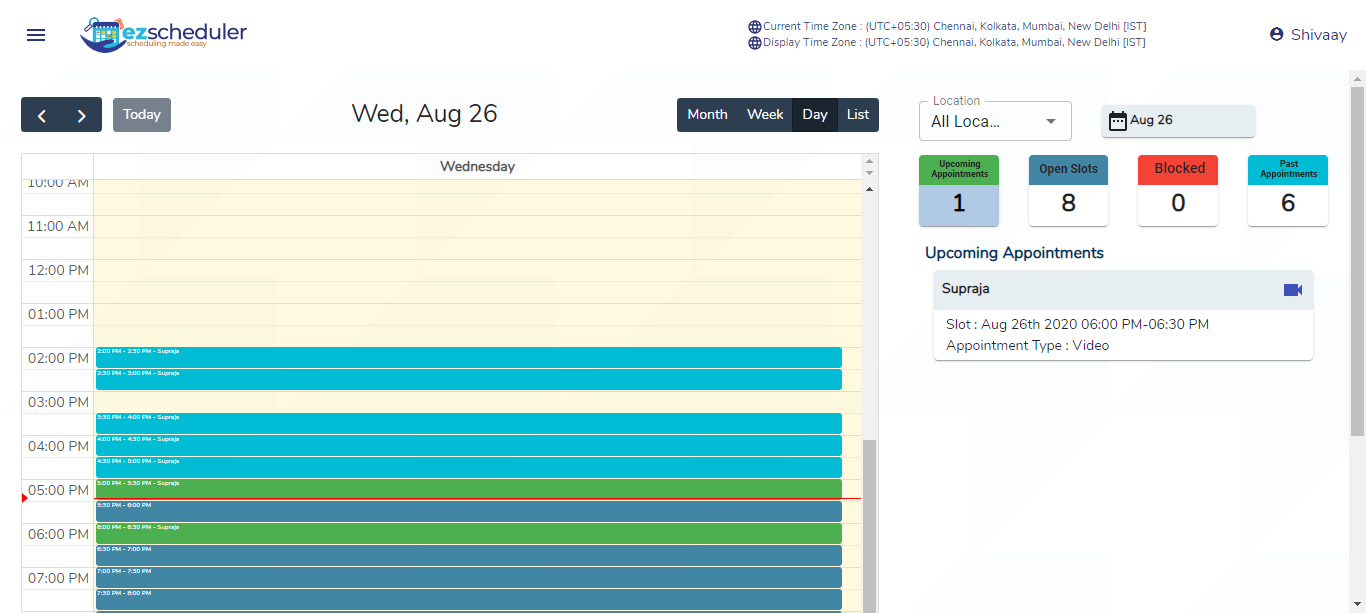 ezscheduler
scheduling made easy
Current Time Zone : (UTC+05:30) Chennai, Kolkata, Mumbai, New Delhi [IST]
Display Time Zone : (UTC+05:30) Chennai, Kolkata, Mumbai, New Delhi [IST]
Shivaay
Today
Wed, Aug 26
Month Week Day List
Location
All Loca...
Aug 26
Wednesday
10:00 AM
11:00 AM
12:00 PM
01:00 PM
02:00 PM
2:00 PM - 2:30 PM - Supraja
2:30 PM - 3:00 PM - Supraja
03:00 PM
3:30 PM - 4:00 PM - Supraja
04:00 PM
4:00 PM - 4:30 PM - Supraja
4:30 PM - 5:00 PM - Supraja
05:00 PM
5:00 PM - 5:30 PM - Supraja
5:30 PM - 6:00 PM
06:00 PM
6:00 PM - 6:30 PM - Supraja
6:30 PM - 7:00 PM
07:00 PM
7:00 PM - 7:30 PM
7:30 PM - 8:00 PM
Upcoming
Appointments
1
Open Slots
8
Blocked
0
Past
Appointments
6
Upcoming Appointments
Supraja
Slot : Aug 26th 2020 06:00 PM-06:30 PM
Appointment Type : Video